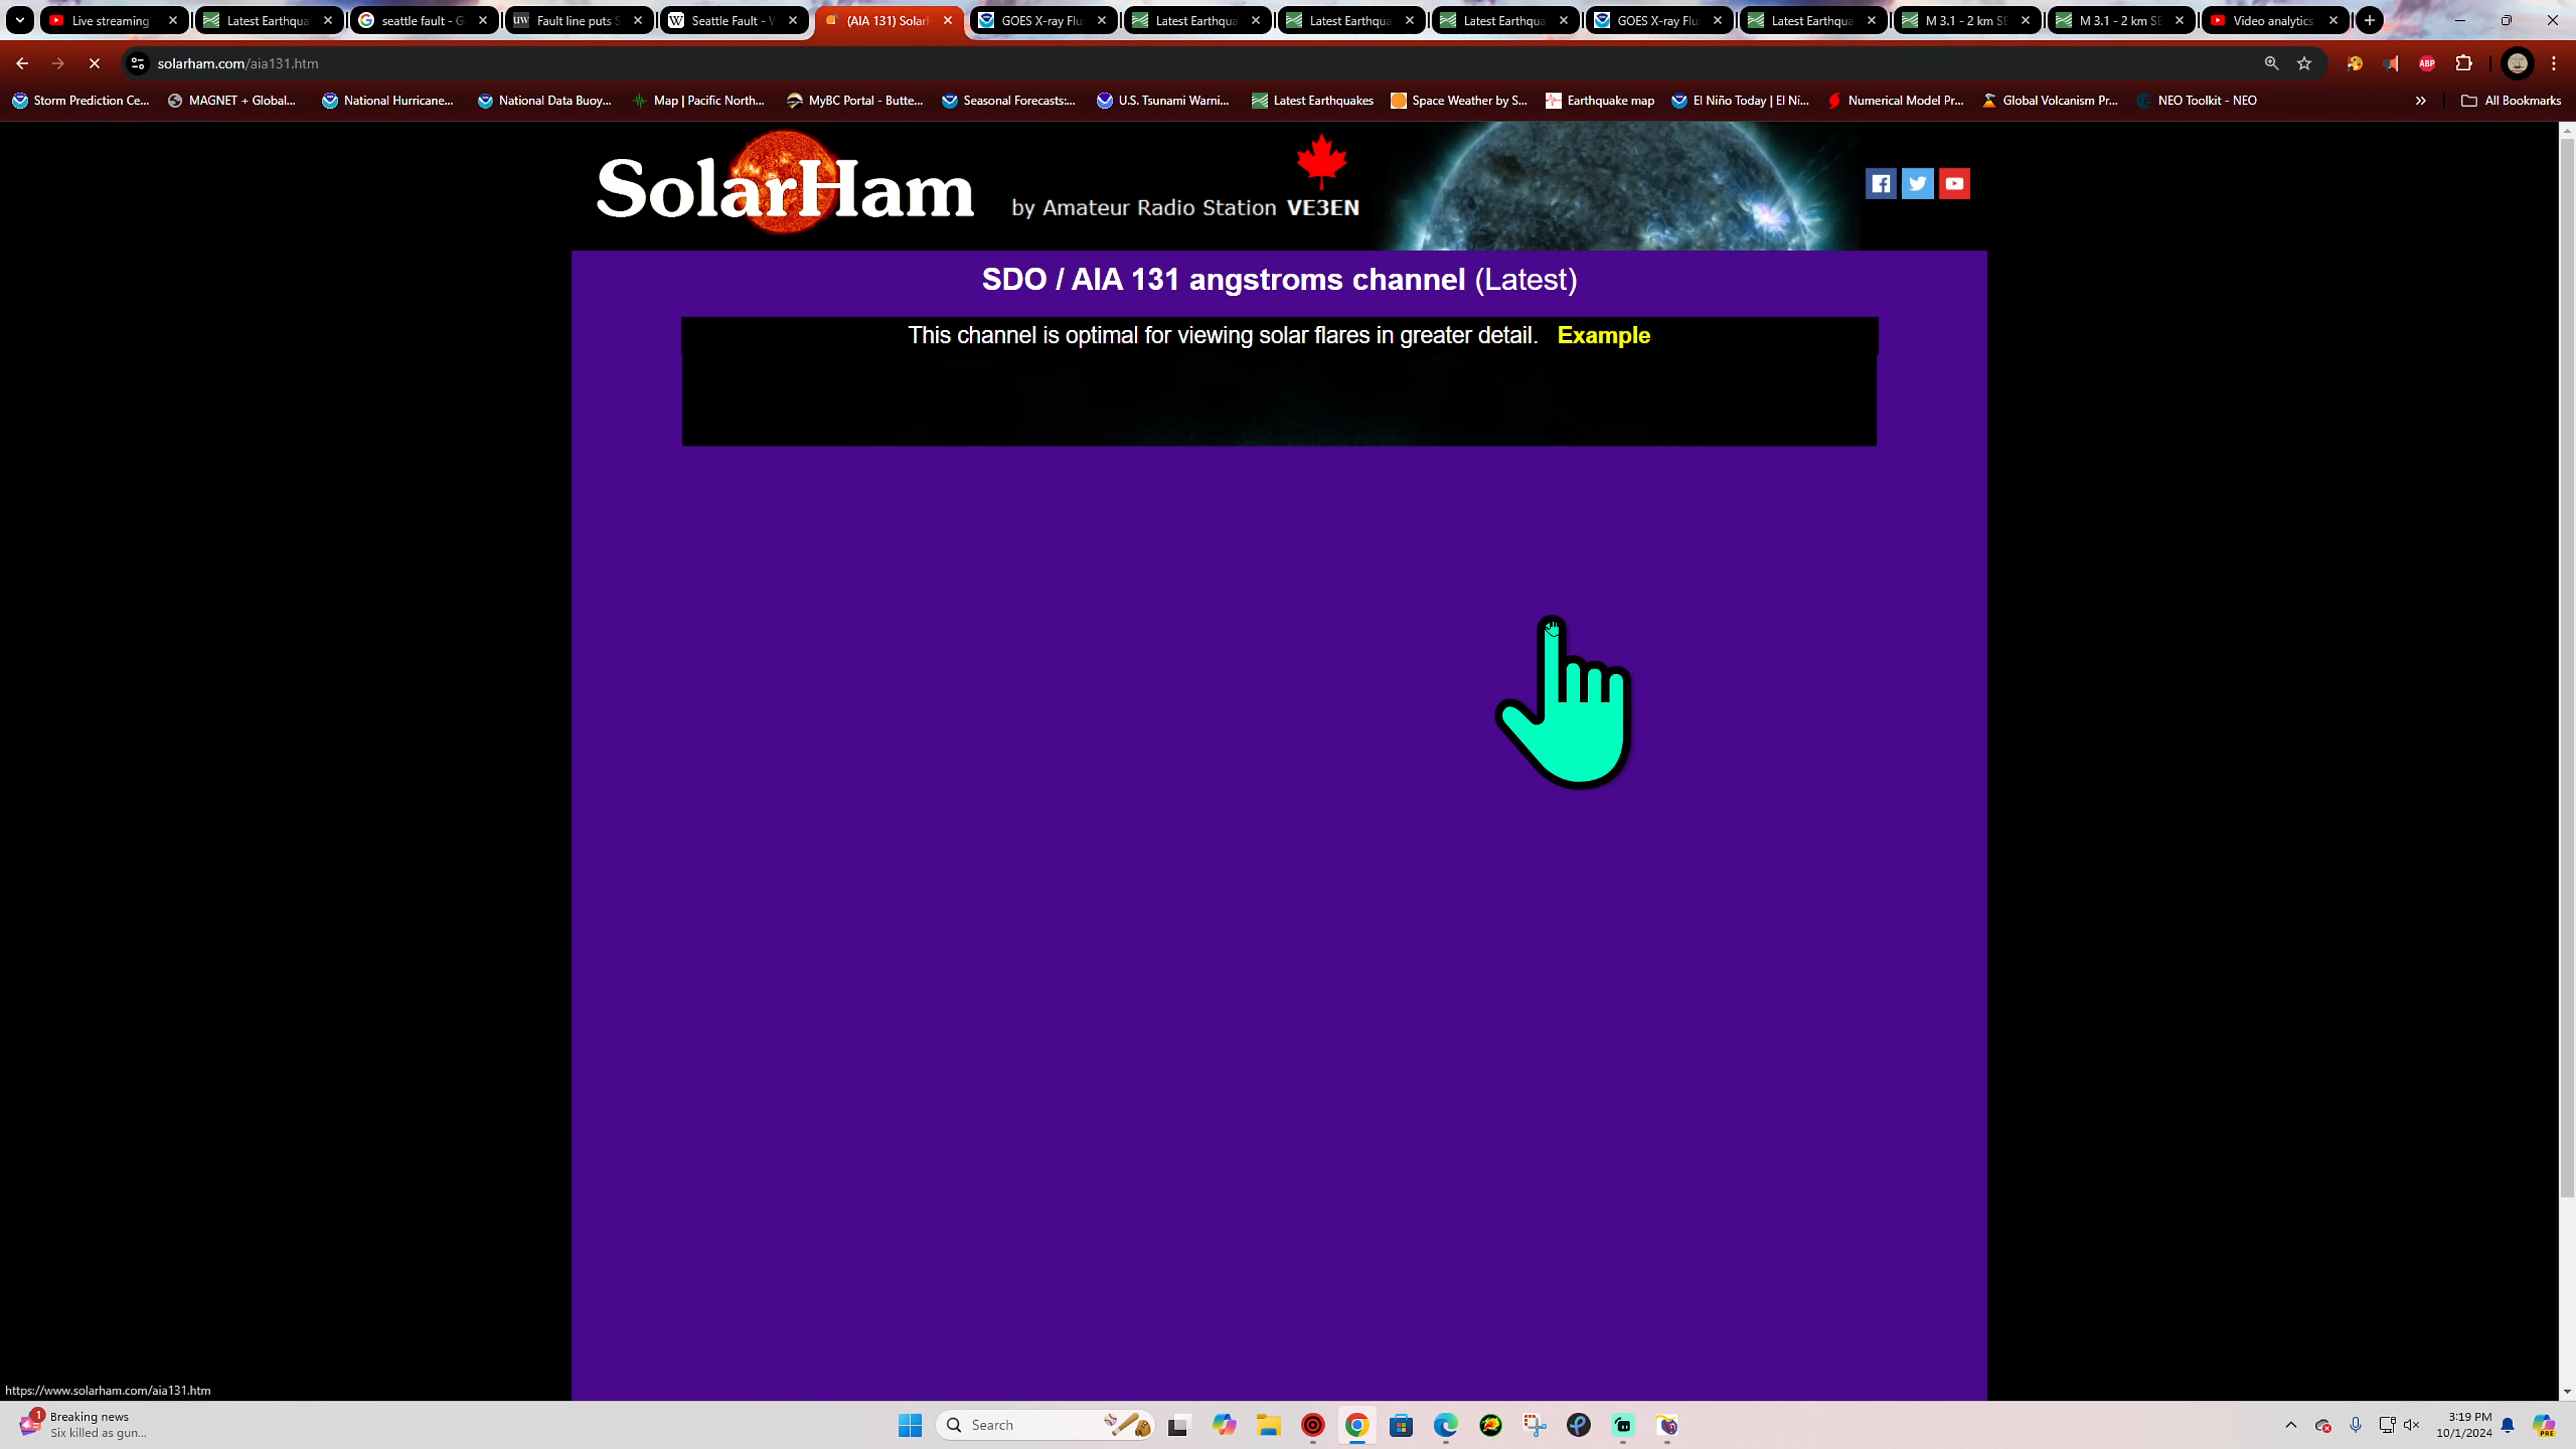 Live streaming
Latest Earthqua
seattle fault - G
UW
Fault line puts S
W
Seattle Fault - W
(AIA 131) Solar
GOES X-ray Flu
Latest Earthqua
Latest Earthqua
Latest Earthqua
GOES X-ray Flu
Latest Earthqua
M 3.1 - 2 km SE
M 3.1 - 2 km SE
Video analytics
solarham.com/aia131.htm
ABP
Storm Prediction Ce...
MAGNET + Global...
National Hurricane...
National Data Buoy...
Map | Pacific North...
MyBC Portal - Butte...
Seasonal Forecasts:...
U.S. Tsunami Warni...
Latest Earthquakes
Space Weather by S...
Earthquake map
El Niño Today | El Ni...
Numerical Model Pr...
Global Volcanism Pr...
NEO Toolkit - NEO
All Bookmarks
SolarHam
by Amateur Radio Station VE3EN
SDO / AIA 131 angstroms channel (Latest)
This channel is optimal for viewing solar flares in greater detail. Example
https://www.solarham.com/aia131.htm
1
Breaking news
Six killed as gun...
Search
PRE
3:19 PM
10/1/2024